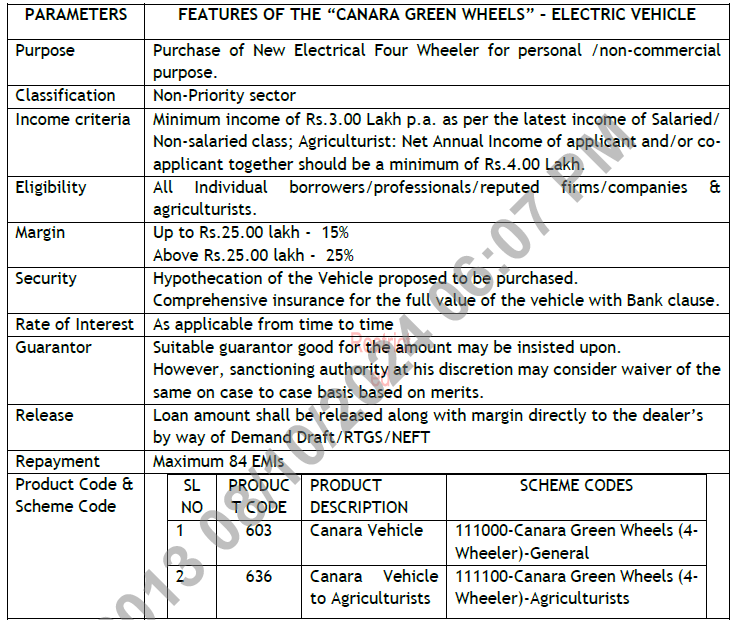 PARAMETERS FEATURES OF THE “CANARA GREEN WHEELS” – ELECTRIC VEHICLE
Purpose Purchase of New Electrical Four Wheeler for personal /non-commercial
purpose.
Classification Non-Priority sector
Income criteria Minimum income of Rs.3.00 Lakh p.a. as per the latest income of Salaried/
Non-salaried class; Agriculturist: Net Annual Income of applicant and/or co-
applicant together should be a minimum of Rs.4.00 Lakh.
Eligibility All Individual borrowers/professionals/reputed firms/companies &
agriculturists.
Margin Up to Rs.25.00 lakh - 15%
Above Rs.25.00 lakh - 25%
Security Hypothecation of the Vehicle proposed to be purchased.
Comprehensive insurance for the full value of the vehicle with Bank clause.
Rate of Interest As applicable from time to time
Guarantor Suitable guarantor good for the amount may be insisted upon.
However, sanctioning authority at his discretion may consider waiver of the
same on case to case basis based on merits.
Release Loan amount shall be released along with margin directly to the dealer’s
by way of Demand Draft/RTGS/NEFT
Repayment Maximum 84 EMIs
Product Code &
Scheme Code
SL
NO
PRODUC
T CODE
PRODUCT
DESCRIPTION
SCHEME CODES
1 603 Canara Vehicle 111000-Canara Green Wheels (4-
Wheeler)-General
2 636 Canara Vehicle
to Agriculturists
111100-Canara Green Wheels (4-
Wheeler)-Agriculturists
2013 08/10/2024 06:07 PM